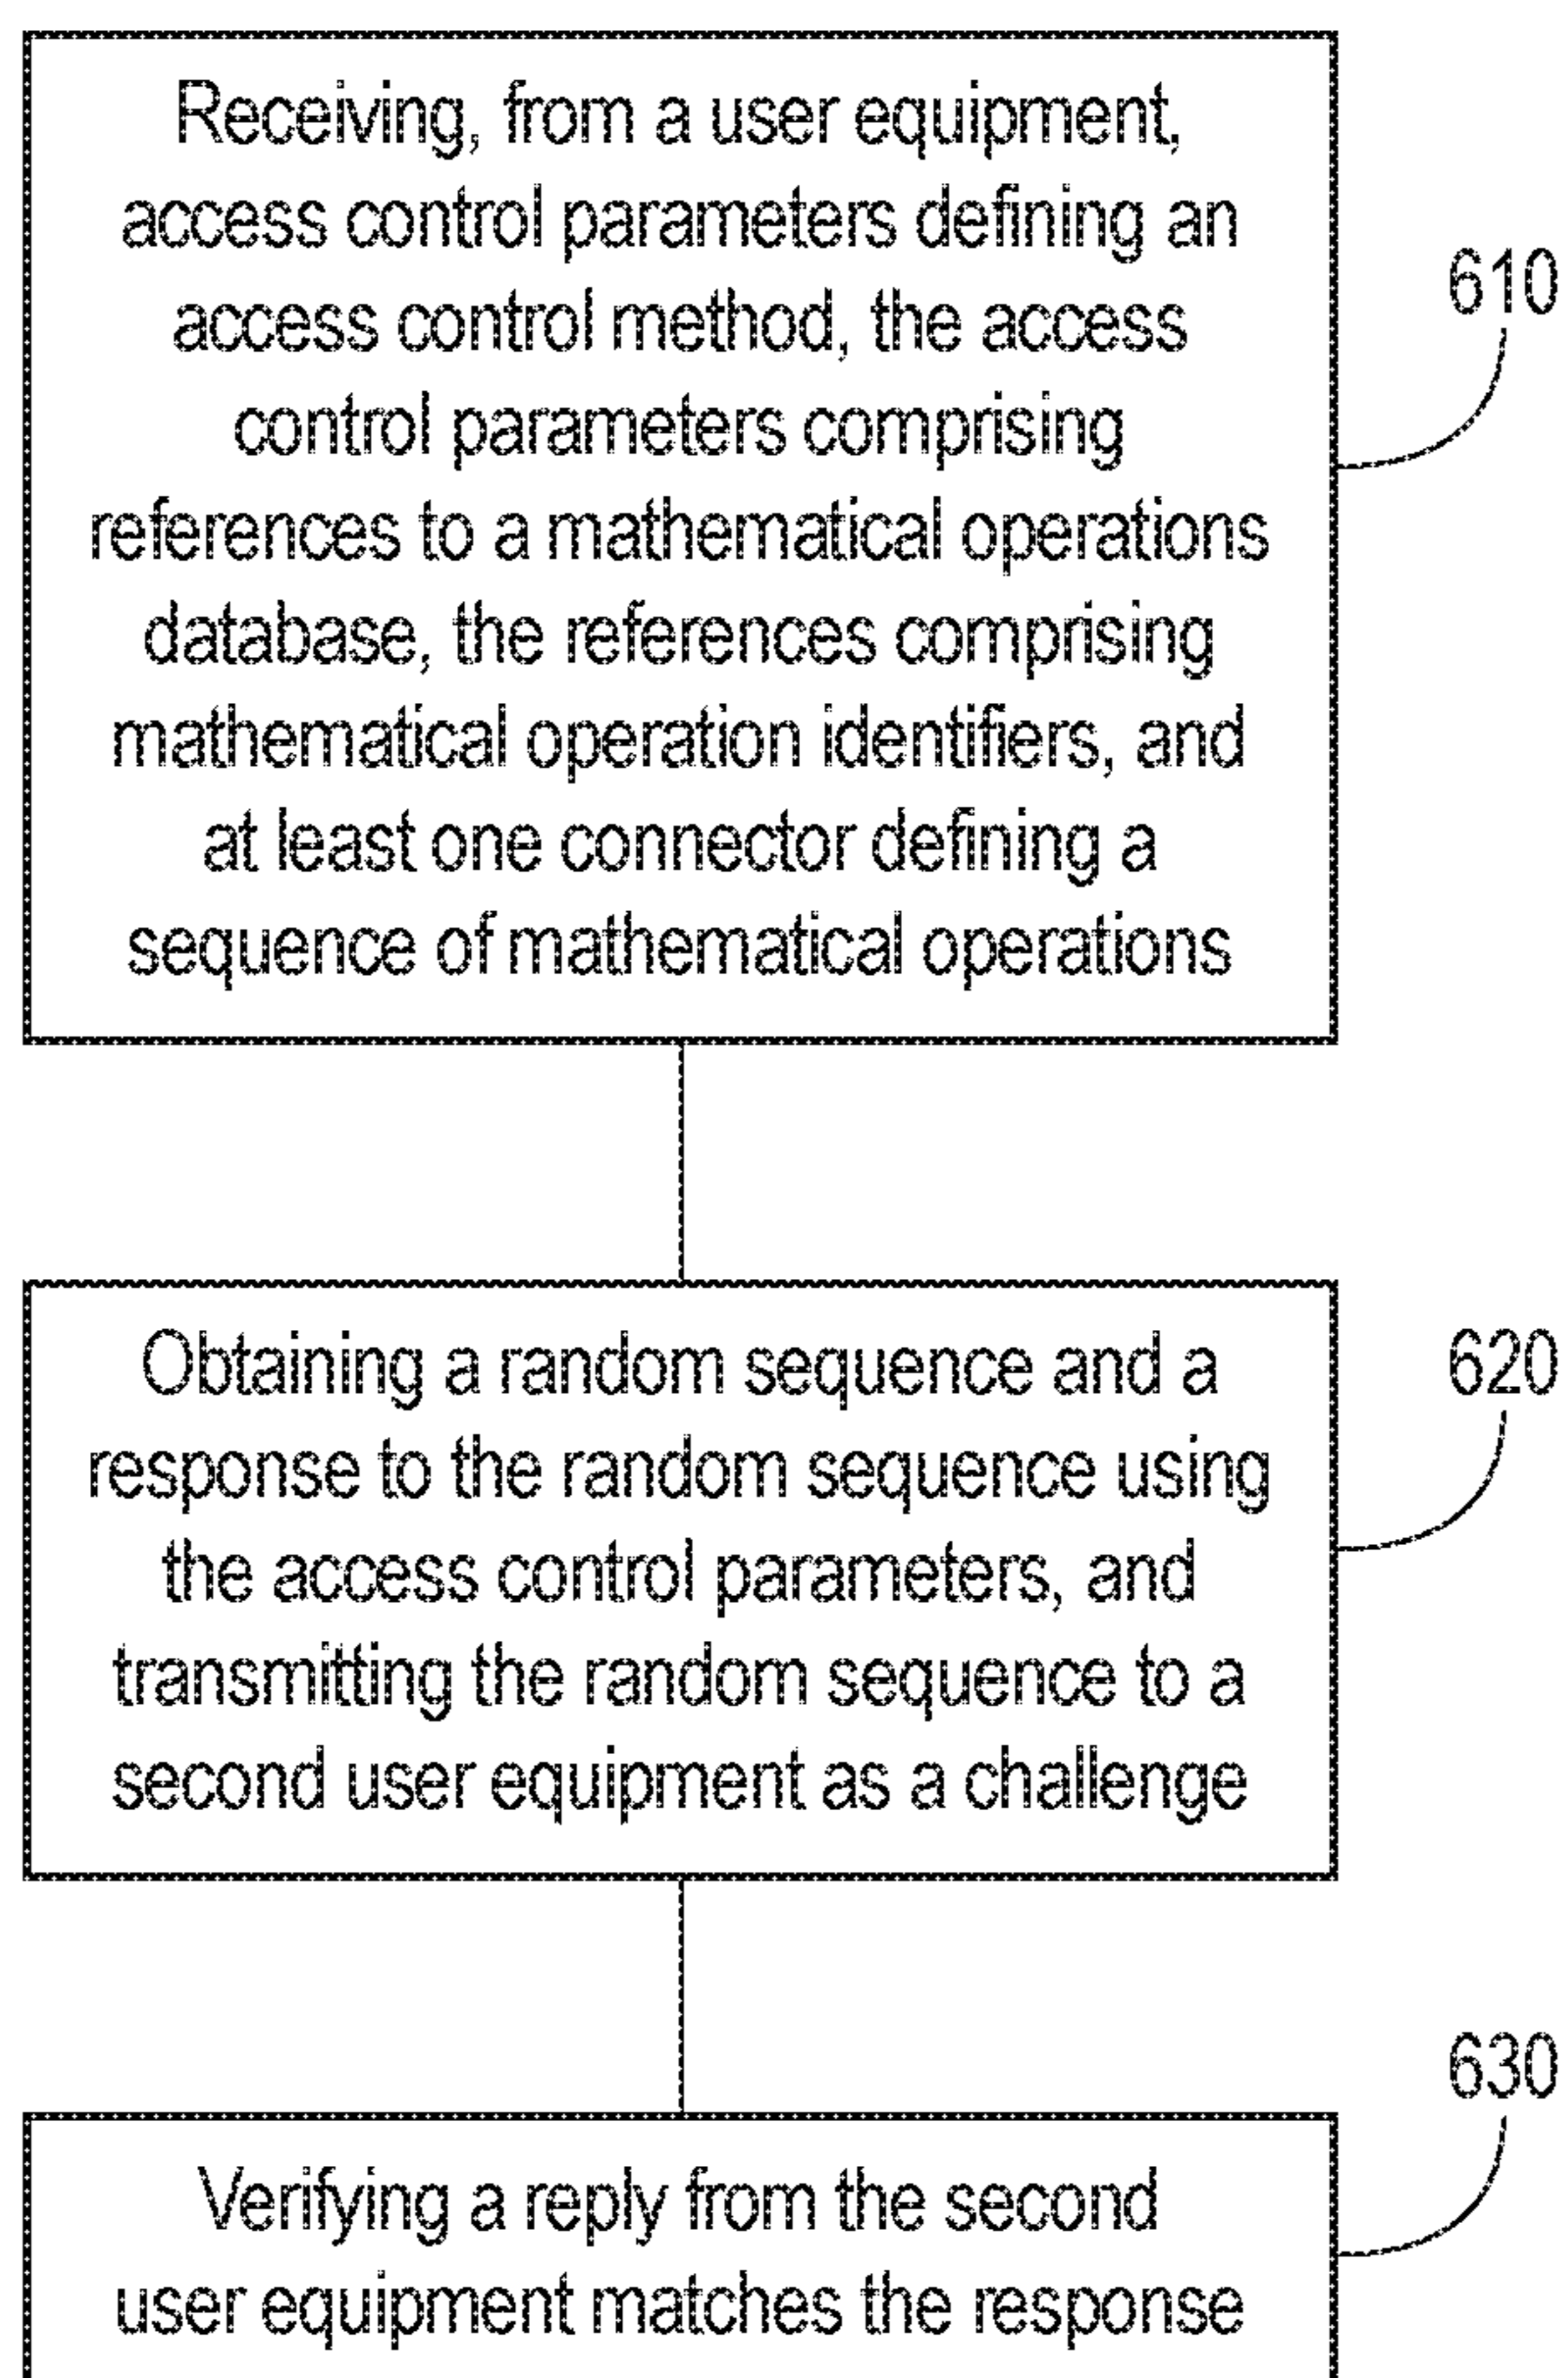 Receiving, from a user equipment,
access control parameters defining an
access control method, the access
control parameters comprising
references to a mathematical operations
database, the references comprising
mathematical operation identifiers, and
at least one connector defining a
sequence of mathematical operations
610
Obtaining a random sequence and a
response to the random sequence using
the access control parameters, and
transmitting the random sequence to a
second user equipment as a challenge
620
Verifying a reply from the second
user equipment matches the response
630